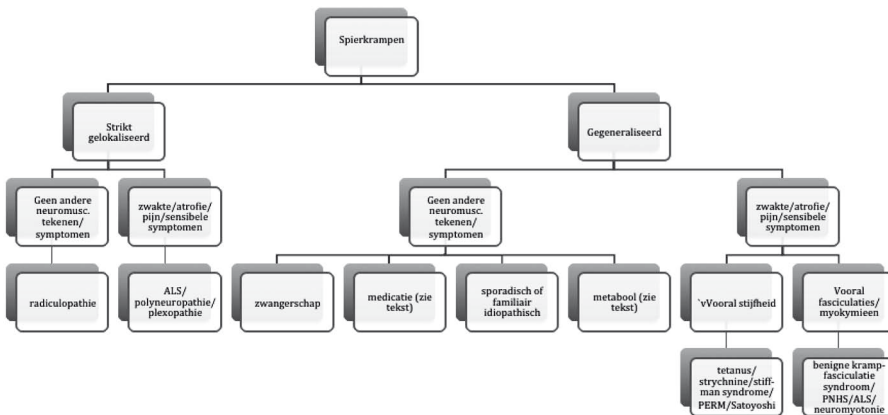 Spierkrampen
Strikt
gelokaliseerd
Gegeneraliseerd
Geen andere
neuromusc.
tekenen/
symptomen
zwakte/atrofie/
pijn/sensibele
symptomen
Geen andere
neuromusc.
tekenen/
symptomen
zwakte/atrofie/
pijn/sensibele
symptomen
radiculopathie
ALS/
polyneuropathie/
plexopathie
zwangerschap
medicatie (zie
tekst)
sporadisch of
familiair
idiopathisch
metabool (zie
tekst)
`vVooral stijfheid
Vooral
fasciculaties/
myokymieen
tetanus/
strychnine/stiff-
man syndrome/
PERM/Satoyoshi
benigne kramp-
fasciculatie
syndroom/
PNHS/ALS/
neuromyotonie